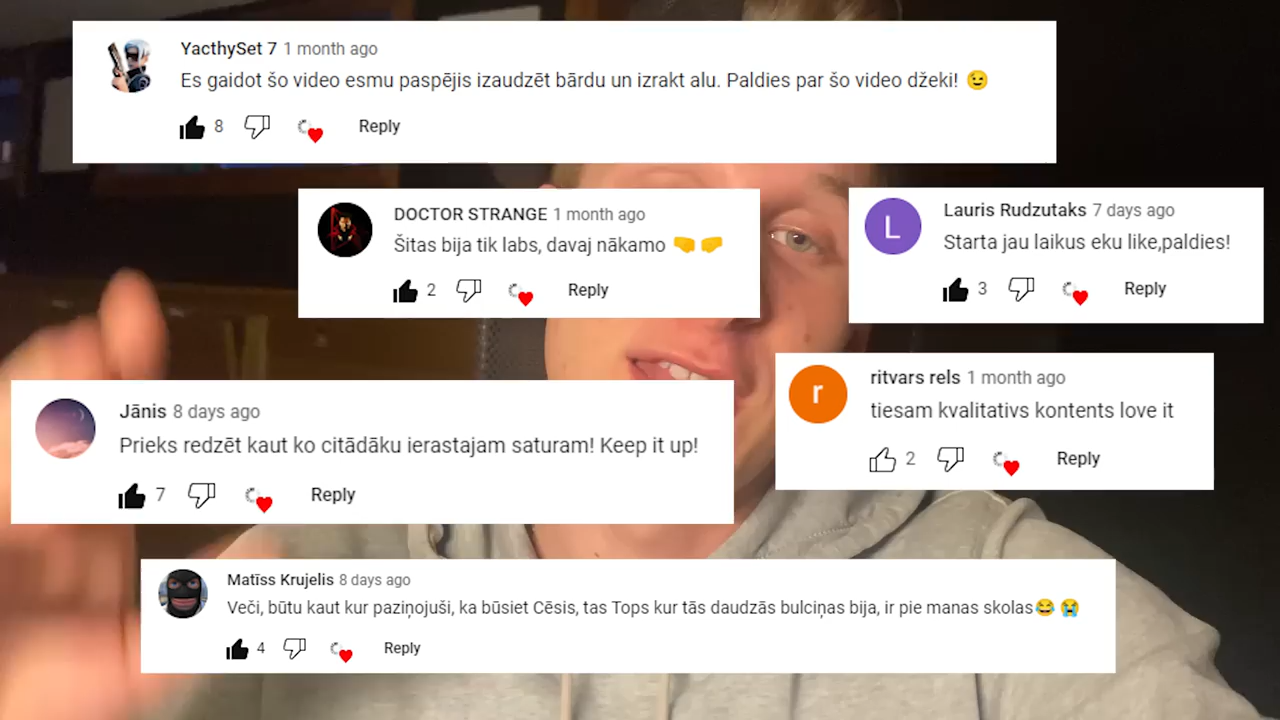 YacthySet 7 1 month ago
Es gaidot šo video esmu paspējis izaudzēt bārdu un izrakt alu. Paldies par šo video džeki! 😉
8 Reply
DOCTOR STRANGE 1 month ago
Šitas bija tik labs, davaj nākamo 🤜🤛
2 Reply
L
Lauris Rudzutaks 7 days ago
Starta jau laikus eku like,paldies!
3 Reply
r
ritvars rels 1 month ago
tiesam kvalitativs kontents love it
2 Reply
Jānis 8 days ago
Prieks redzēt kaut ko citādāku ierastajam saturam! Keep it up!
7 Reply
Matīss Krujelis 8 days ago
Veči, būtu kaut kur paziņojuši, ka būsiet Cēsis, tas Tops kur tās daudzās bulciņas bija, ir pie manas skolas😂 😭
4 Reply